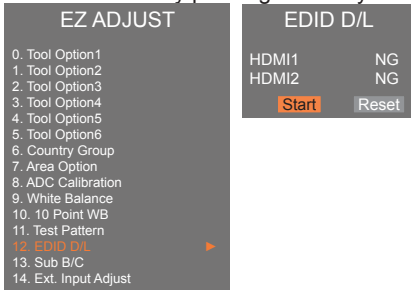 EZ ADJUST
0. Tool Option1
1. Tool Option2
2. Tool Option3
3. Tool Option4
4. Tool Option5
5. Tool Option6
6. Country Group
7. Area Option
8. ADC Calibration
9. White Balance
10. 10 Point WB
11. Test Pattern
12. EDID D/L ►
13. Sub B/C
14. Ext. Input Adjust
EDID D/L
HDMI1 NG
HDMI2 NG
Start Reset